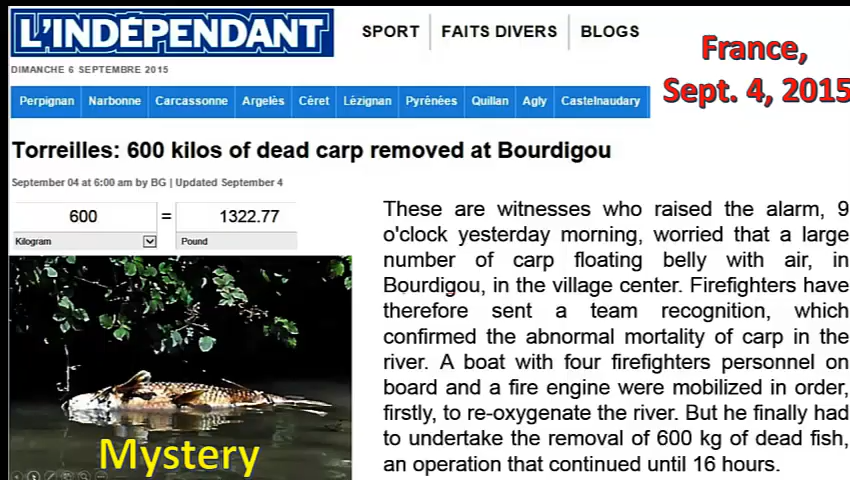 L'INDÉPENDANT
SPORT
FAITS DIVERS
BLOGS
France,
Sept. 4, 2015
DIMANCHE 6 SEPTEMBRE 2015
Perpignan Narbonne Carcassonne Argelès Céret Lézignan Pyrénées Quillan Agly Castelnaudary
Torreilles: 600 kilos of dead carp removed at Bourdigou
September 04 at 6:00 am by BG | Updated September 4
600 = 1322.77
Kilogram Pound
Mystery
These are witnesses who raised the alarm, 9
o'clock yesterday morning, worried that a large
number of carp floating belly with air, in
Bourdigou, in the village center. Firefighters have
therefore sent a team recognition, which
confirmed the abnormal mortality of carp in the
river. A boat with four firefighters personnel on
board and a fire engine were mobilized in order,
firstly, to re-oxygenate the river. But he finally had
to undertake the removal of 600 kg of dead fish,
an operation that continued until 16 hours.